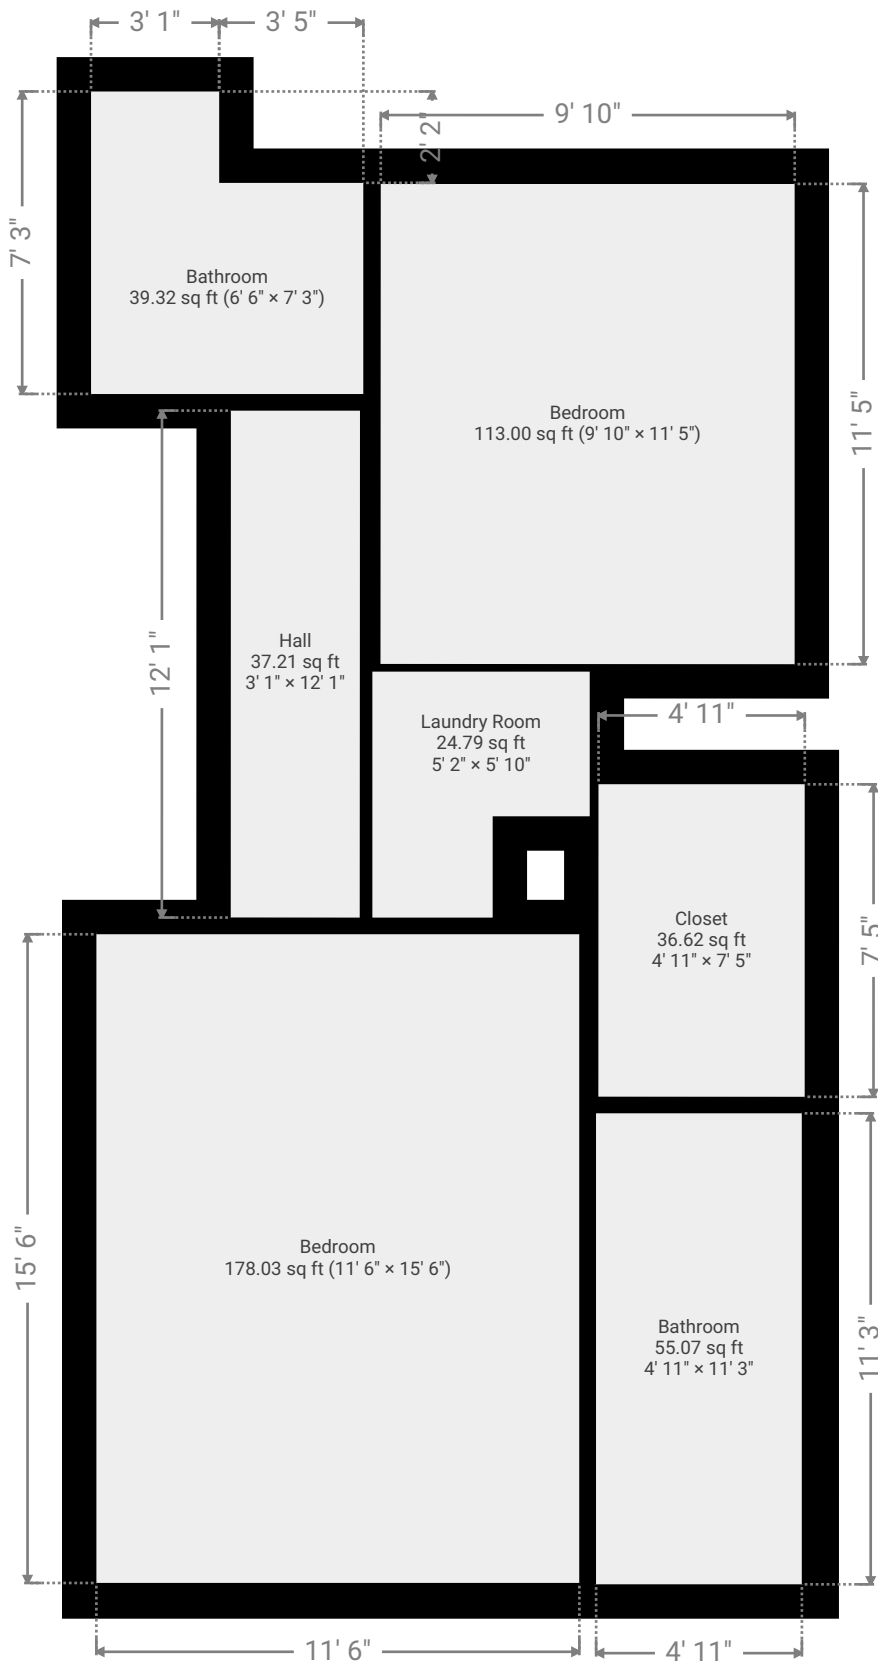 3' 1"
3' 5"
2' 2"
9' 10"
7' 3"
Bathroom
39.32 sq ft (6' 6" × 7' 3")
Bedroom
113.00 sq ft (9' 10" × 11' 5")
11' 5"
12' 1"
Hall
37.21 sq ft
3' 1" × 12' 1"
Laundry Room
24.79 sq ft
5' 2" × 5' 10"
4' 11"
Closet
36.62 sq ft
4' 11" × 7' 5"
7' 5"
15' 6"
Bedroom
178.03 sq ft (11' 6" × 15' 6")
Bathroom
55.07 sq ft
4' 11" × 11' 3"
11' 3"
11' 6"
4' 11"